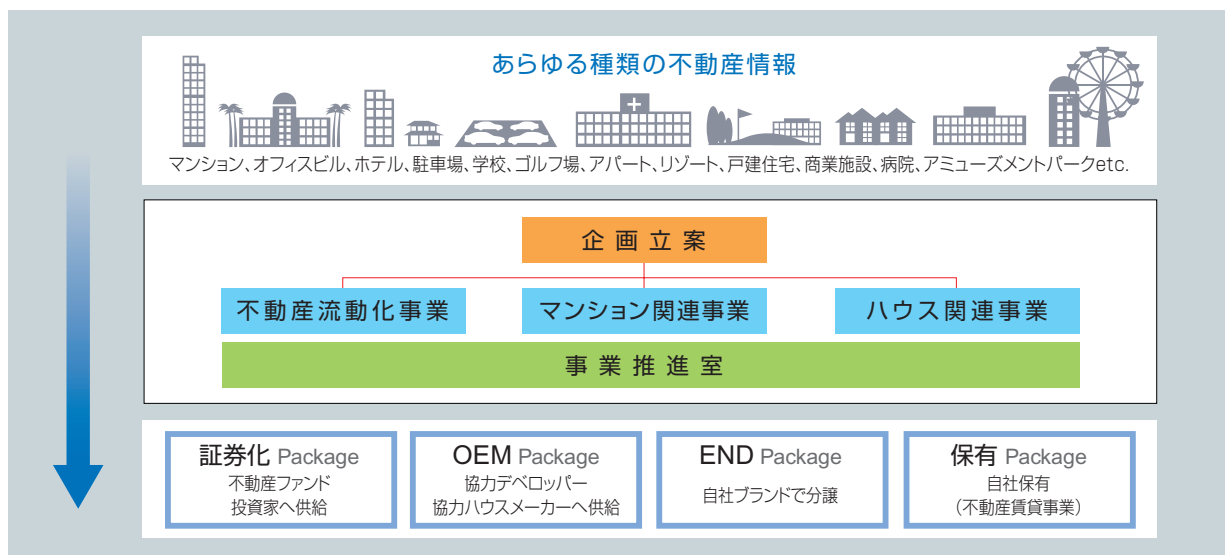 あらゆる種類の不動産情報
マンション、オフィスビル、ホテル、駐車場、学校、ゴルフ場、アパート、リゾート、戸建住宅、商業施設、病院、アミューズメントパークetc.
企画立案
不動産流動化事業
マンション関連事業
ハウス関連事業
事業推進室
証券化 Package
不動産ファンド
投資家へ供給
OEM Package
協力デベロッパー
協力ハウスメーカーへ供給
END Package
自社ブランドで分譲
保有 Package
自社保有
（不動産賃貸事業）